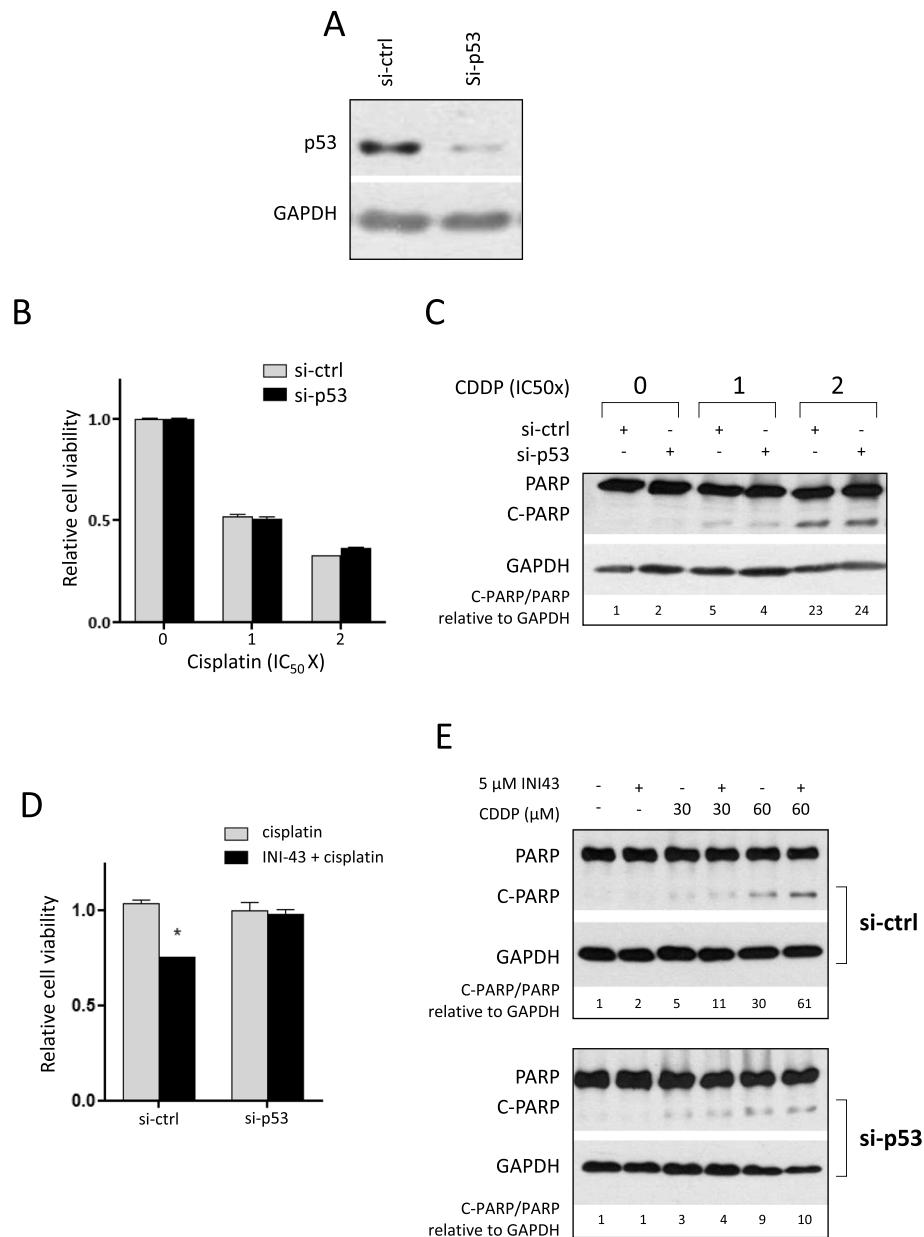 A
si-ctrl
Si-p53
p53
GAPDH
B
si-ctrl
si-p53
Relative cell viability
1.0
0.5
0.0
0 1 2
Cisplatin (IC50 X)
C
CDDP (IC50x) 0 1 2
si-ctrl + - + - + -
si-p53 - + - + - +
PARP
C-PARP
GAPDH
C-PARP/PARP
relative to GAPDH 1 2 5 4 23 24
D
cisplatin
INI-43 + cisplatin
Relative cell viability
1.0
0.5
0.0
*
si-ctrl si-p53
E
5 µM INI43 - + - + - +
CDDP (µM) - - 30 30 60 60
PARP
C-PARP
GAPDH
si-ctrl
C-PARP/PARP
relative to GAPDH 1 2 5 11 30 61
PARP
C-PARP
GAPDH
si-p53
C-PARP/PARP
relative to GAPDH 1 1 3 4 9 10